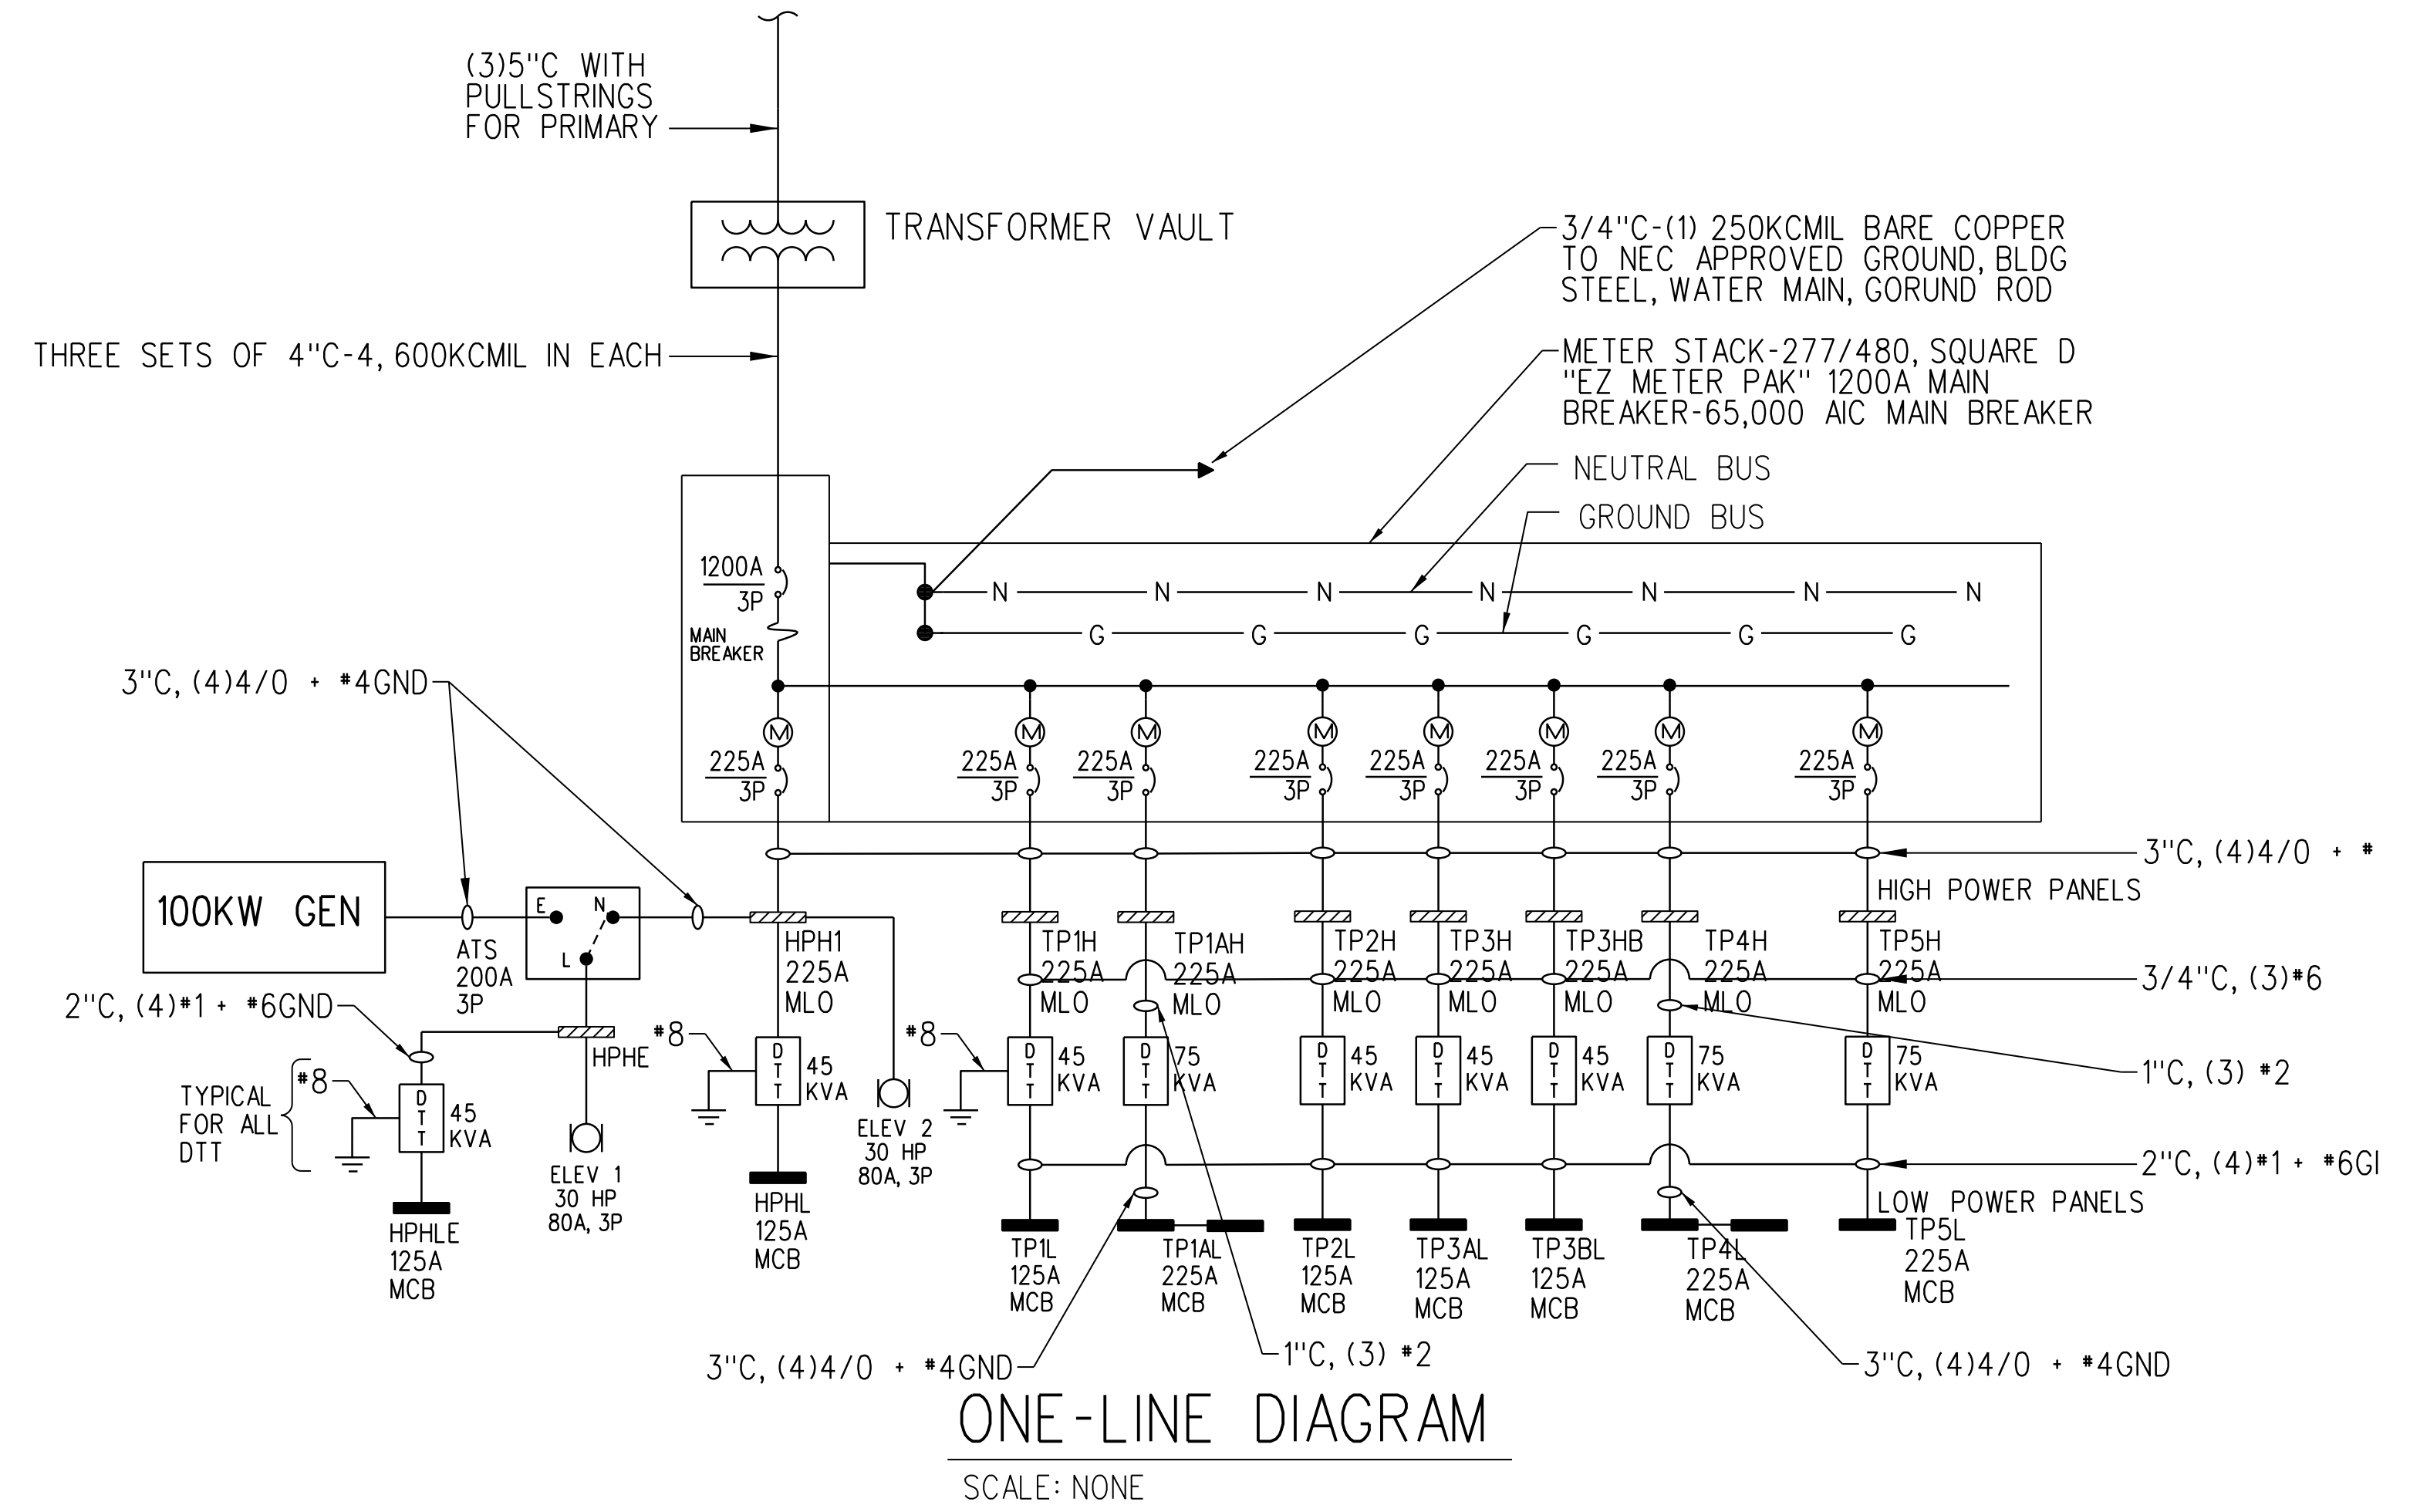 (3)5"C WITH
PULLSTRINGS
FOR PRIMARY
TRANSFORMER VAULT
THREE SETS OF 4"C-4, 600KCMIL IN EACH
3/4"C-(1) 250KCMIL BARE COPPER
TO NEC APPROVED GROUND, BLDG
STEEL, WATER MAIN, GORUND ROD
METER STACK-277/480, SQUARE D
"EZ METER PAK" 1200A MAIN
BREAKER-65,000 AIC MAIN BREAKER
NEUTRAL BUS
GROUND BUS
1200A
3P
MAIN
BREAKER
N N N N N N N
G G G G G G
3"C, (4)4/0 + #4GND
M M M M M M M M
225A 225A 225A 225A 225A 225A 225A 225A
3P 3P 3P 3P 3P 3P 3P 3P
3"C, (4)4/0 + #
HIGH POWER PANELS
100KW GEN
E N
L
ATS
200A
3P
HPH1
225A
MLO
TP1H
225A
MLO
TP1AH
225A
MLO
TP2H
225A
MLO
TP3H
225A
MLO
TP3HB
225A
MLO
TP4H
225A
MLO
TP5H
225A
MLO
3/4"C, (3)#6
2"C, (4)#1 + #6GND
HPHE
#8
#8
#8
TYPICAL
FOR ALL
DTT
DTT
45
KVA
DTT
45
KVA
DTT
45
KVA
DTT
75
KVA
DTT
45
KVA
DTT
45
KVA
DTT
45
KVA
DTT
75
KVA
DTT
75
KVA
1"C, (3) #2
ELEV 1
30 HP
80A, 3P
ELEV 2
30 HP
80A, 3P
2"C, (4)#1 + #6G
LOW POWER PANELS
HPHLE
125A
MCB
HPHL
125A
MCB
TP1L
125A
MCB
TP1AL
225A
MCB
TP2L
125A
MCB
TP3AL
125A
MCB
TP3BL
125A
MCB
TP4L
225A
MCB
TP5L
225A
MCB
3"C, (4)4/0 + #4GND
1"C, (3) #2
3"C, (4)4/0 + #4GND
ONE-LINE DIAGRAM
SCALE: NONE